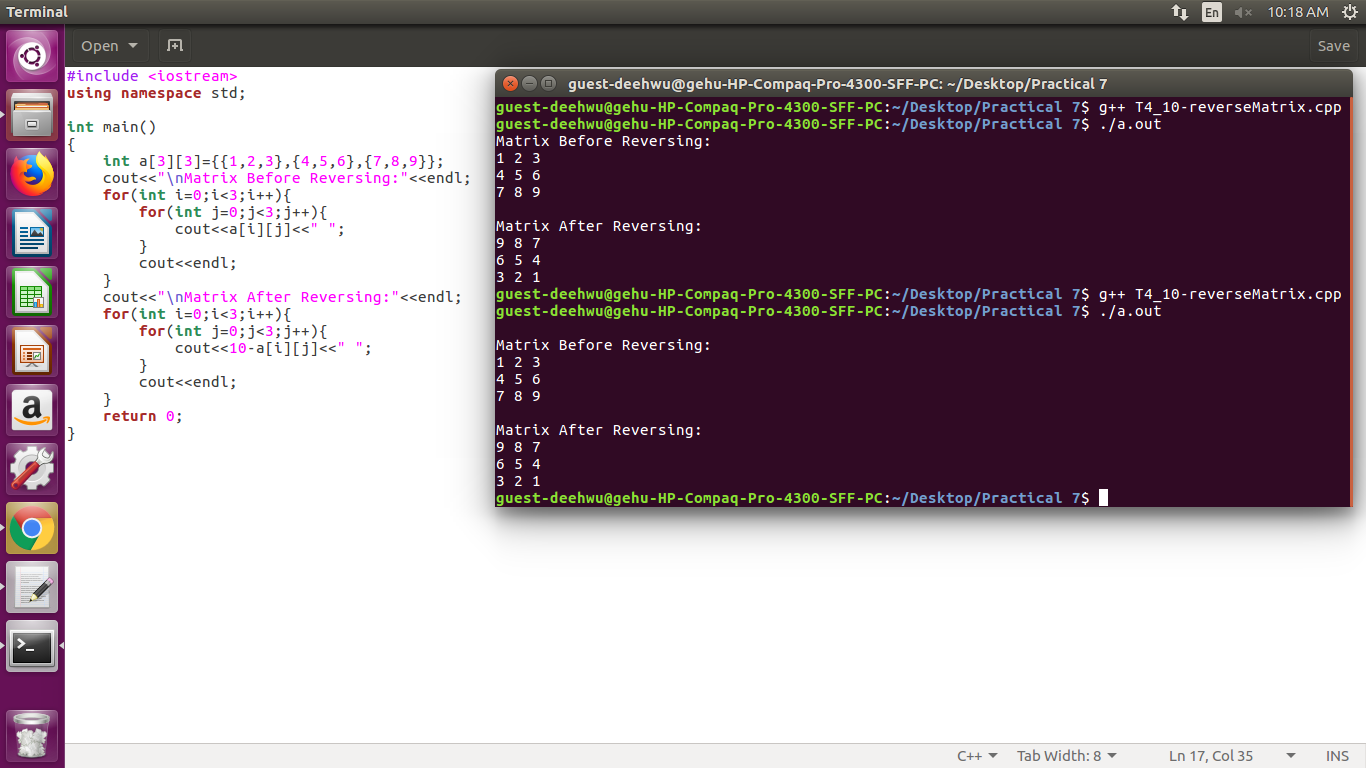 Terminal
En
10:18 AM
Open
Save
#include <iostream>
using namespace std;
int main()
{
    int a[3][3]={{1,2,3},{4,5,6},{7,8,9}};
    cout<<"\nMatrix Before Reversing:"<<endl;
    for(int i=0;i<3;i++){
        for(int j=0;j<3;j++){
            cout<<a[i][j]<<" ";
        }
        cout<<endl;
    }
    cout<<"\nMatrix After Reversing:"<<endl;
    for(int i=0;i<3;i++){
        for(int j=0;j<3;j++){
            cout<<10-a[i][j]<<" ";
        }
        cout<<endl;
    }
    return 0;
}
guest-deehwu@gehu-HP-Compaq-Pro-4300-SFF-PC: ~/Desktop/Practical 7
guest-deehwu@gehu-HP-Compaq-Pro-4300-SFF-PC:~/Desktop/Practical 7$ g++ T4_10-reverseMatrix.cpp
guest-deehwu@gehu-HP-Compaq-Pro-4300-SFF-PC:~/Desktop/Practical 7$ ./a.out
Matrix Before Reversing:
1 2 3
4 5 6
7 8 9
Matrix After Reversing:
9 8 7
6 5 4
3 2 1
guest-deehwu@gehu-HP-Compaq-Pro-4300-SFF-PC:~/Desktop/Practical 7$ g++ T4_10-reverseMatrix.cpp
guest-deehwu@gehu-HP-Compaq-Pro-4300-SFF-PC:~/Desktop/Practical 7$ ./a.out
Matrix Before Reversing:
1 2 3
4 5 6
7 8 9
Matrix After Reversing:
9 8 7
6 5 4
3 2 1
guest-deehwu@gehu-HP-Compaq-Pro-4300-SFF-PC:~/Desktop/Practical 7$
C++
Tab Width: 8
Ln 17, Col 35
INS